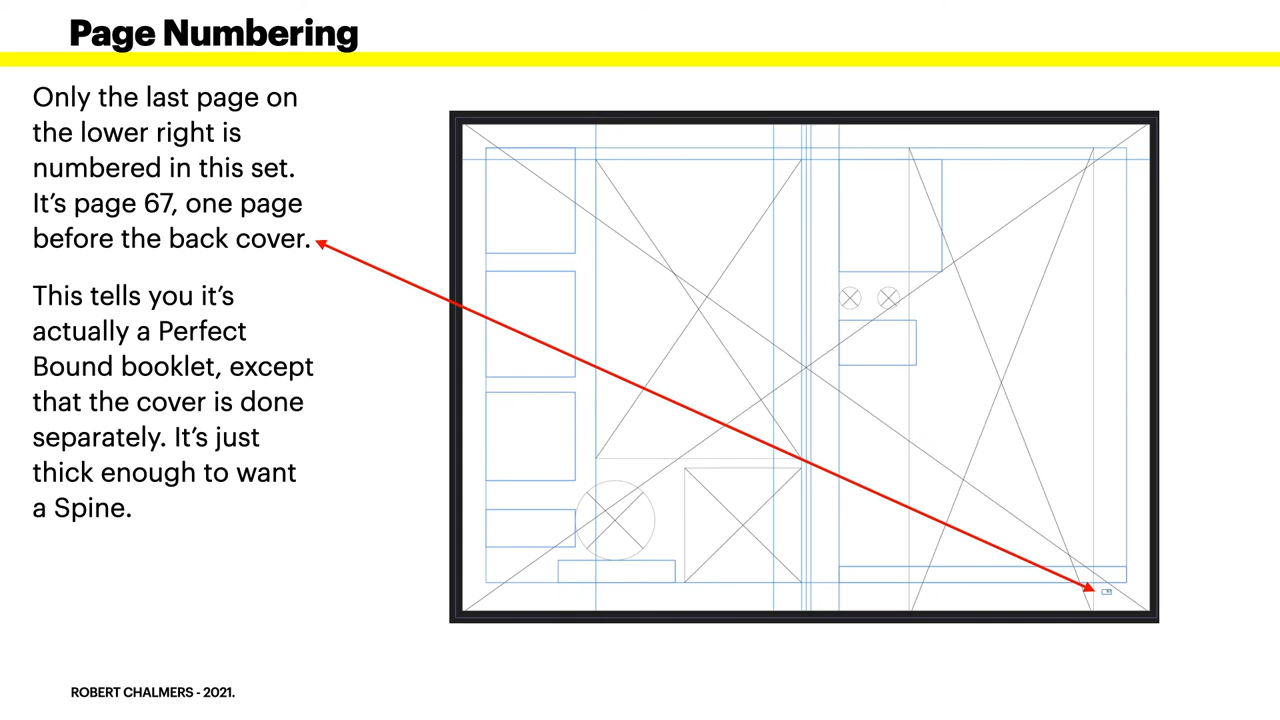 Page Numbering
Only the last page on
the lower right is
numbered in this set.
It’s page 67, one page
before the back cover.
This tells you it’s
actually a Perfect
Bound booklet, except
that the cover is done
separately. It’s just
thick enough to want
a Spine.
ROBERT CHALMERS - 2021.